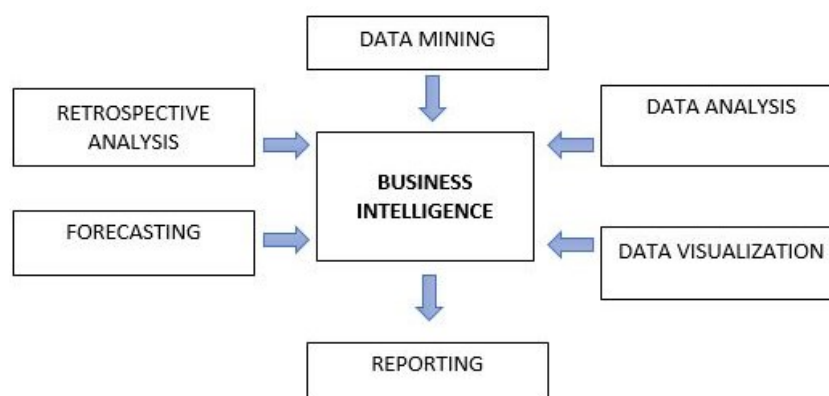 DATA MINING
RETROSPECTIVE
ANALYSIS
DATA ANALYSIS
BUSINESS
INTELLIGENCE
FORECASTING
DATA VISUALIZATION
REPORTING